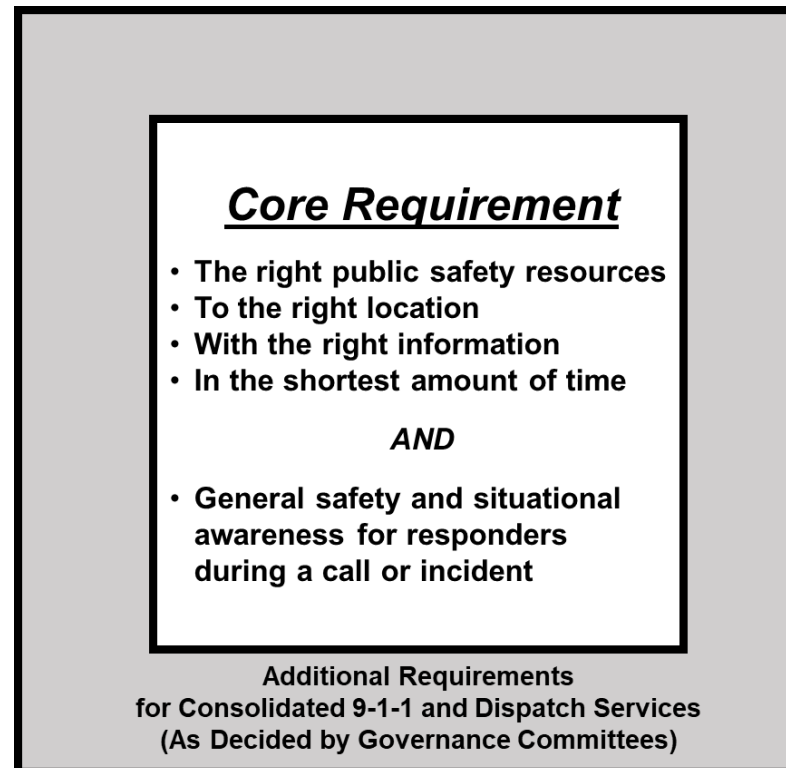 Core Requirement
• The right public safety resources
• To the right location
• With the right information
• In the shortest amount of time
AND
• General safety and situational
awareness for responders
during a call or incident
Additional Requirements
for Consolidated 9-1-1 and Dispatch Services
(As Decided by Governance Committees)